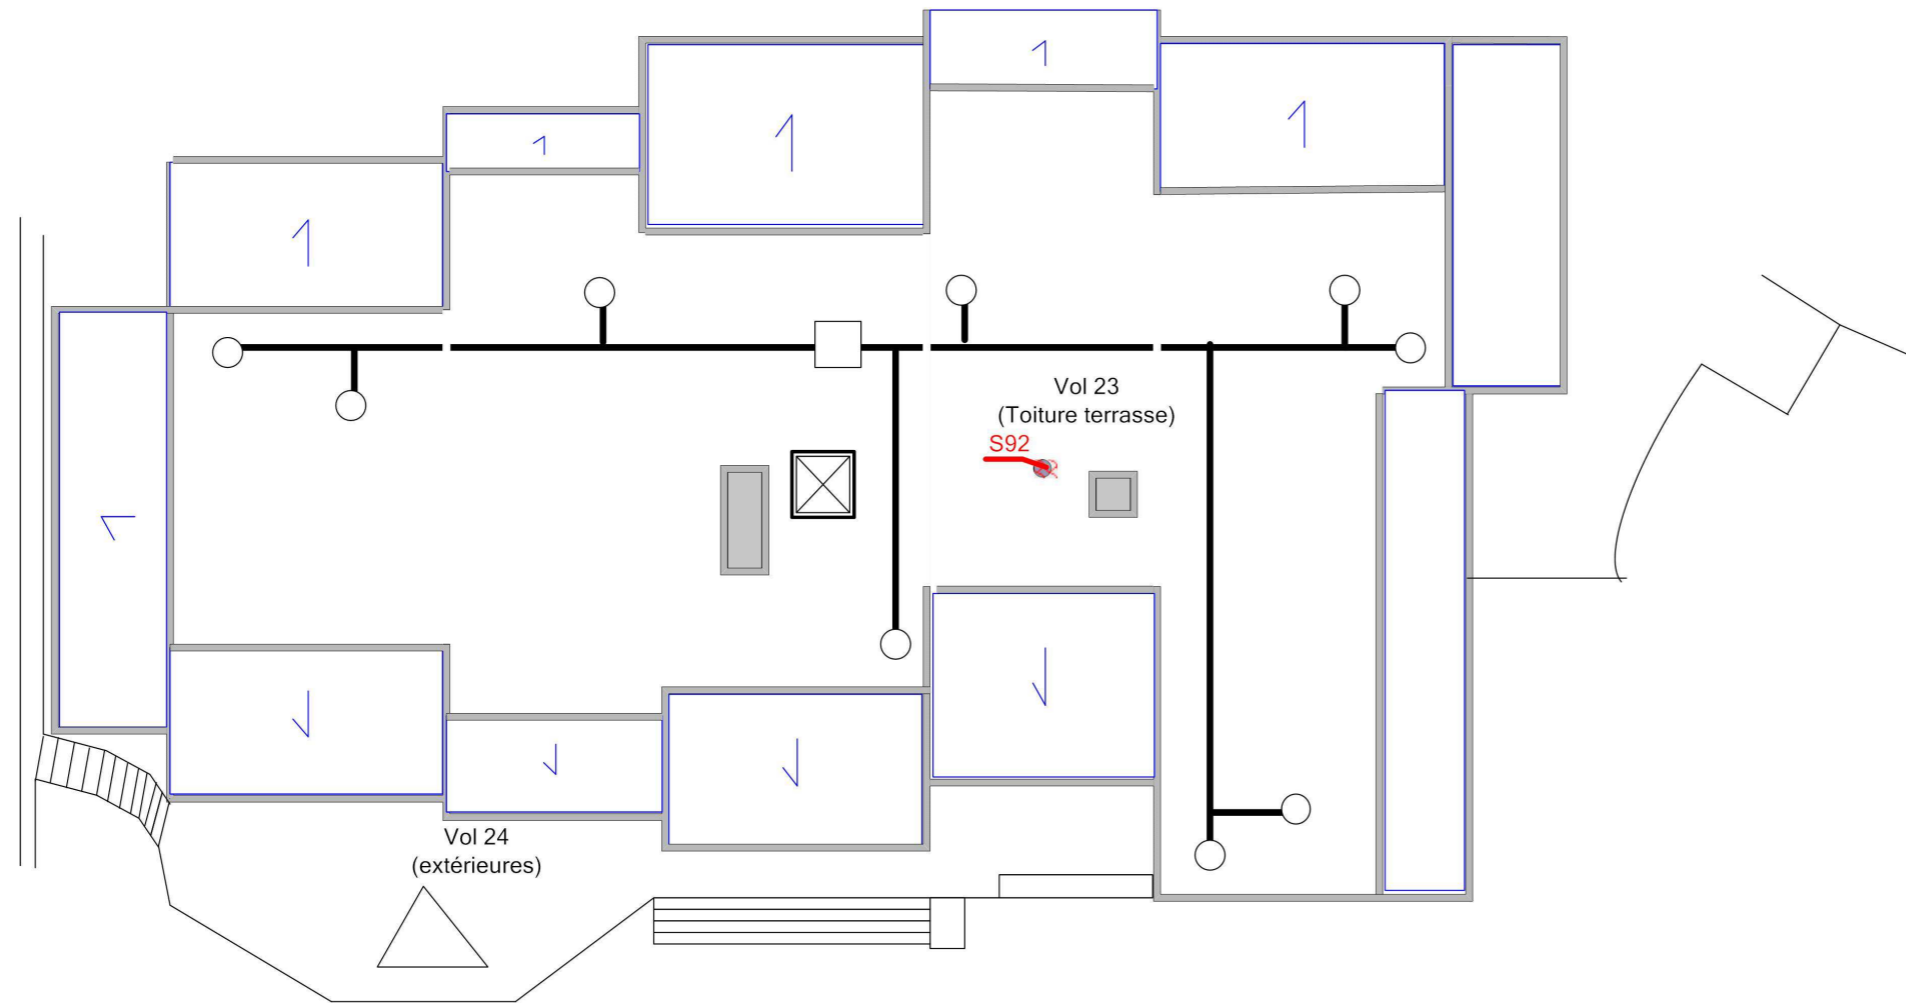 Vol 23
(Toiture terrasse)
S92
Vol 24
(extérieures)